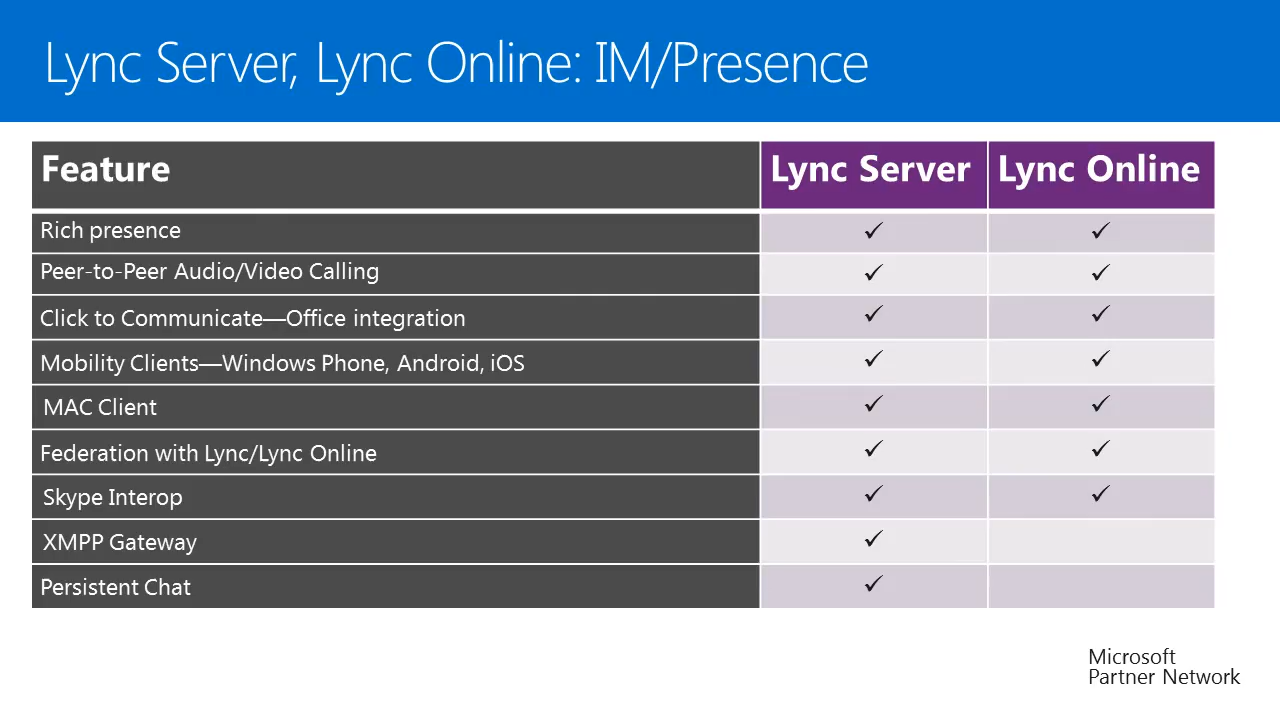 Lync Server, Lync Online: IM/Presence
Feature Lync Server Lync Online
Rich presence ✓ ✓
Peer-to-Peer Audio/Video Calling ✓ ✓
Click to Communicate—Office integration ✓ ✓
Mobility Clients—Windows Phone, Android, iOS ✓ ✓
MAC Client ✓ ✓
Federation with Lync/Lync Online ✓ ✓
Skype Interop ✓ ✓
XMPP Gateway ✓
Persistent Chat ✓
Microsoft
Partner Network